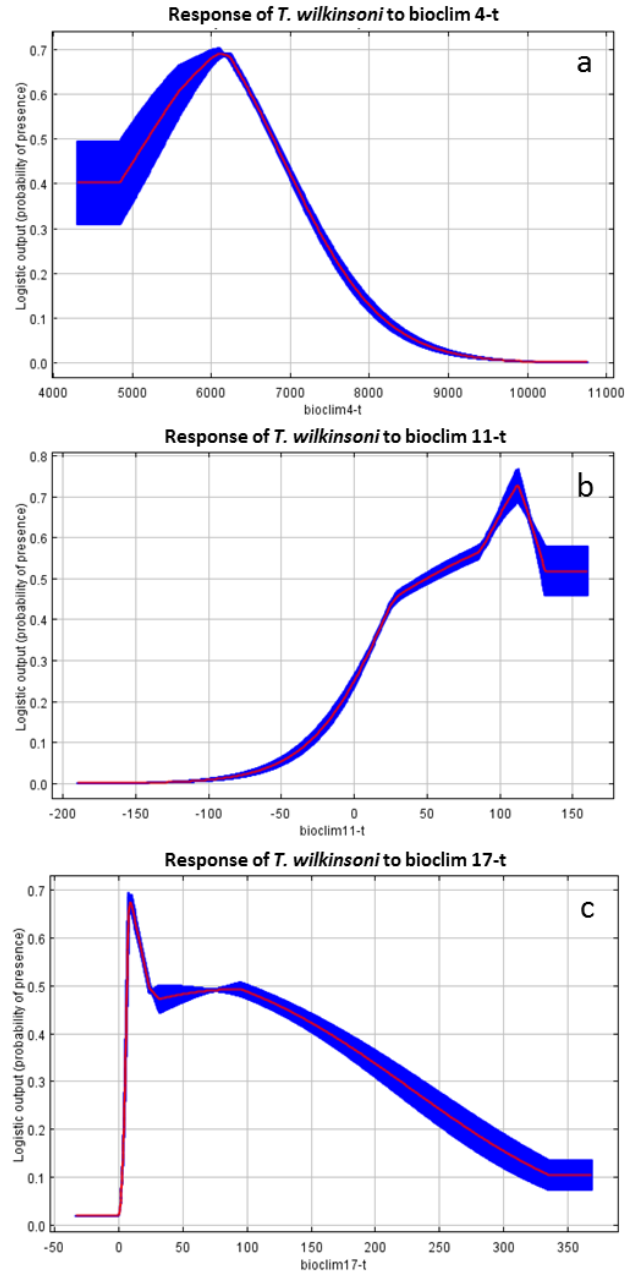 Response of T. wilkinsoni to bioclim 4-t
a
Logistic output (probability of presence)
0.7
0.6
0.5
0.4
0.3
0.2
0.1
0.0
4000 5000 6000 7000 8000 9000 10000 11000
bioclim4-t
Response of T. wilkinsoni to bioclim 11-t
b
Logistic output (probability of presence)
0.8
0.7
0.6
0.5
0.4
0.3
0.2
0.1
0.0
-200 -150 -100 -50 0 50 100 150
bioclim11-t
Response of T. wilkinsoni to bioclim 17-t
c
Logistic output (probability of presence)
0.7
0.6
0.5
0.4
0.3
0.2
0.1
0.0
-50 0 50 100 150 200 250 300 350
bioclim17-t